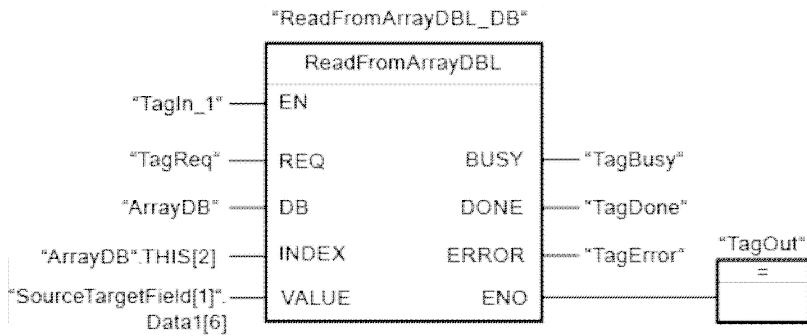 "ReadFromArrayDBL_DB"
ReadFromArrayDBL
"TagIn_1" EN
"TagReq" REQ BUSY "TagBusy"
"ArrayDB" DB DONE "TagDone"
"ArrayDB".THIS[2] INDEX ERROR "TagError" "TagOut"
=
"SourceTargetField[1]". VALUE ENO
Data1[6]